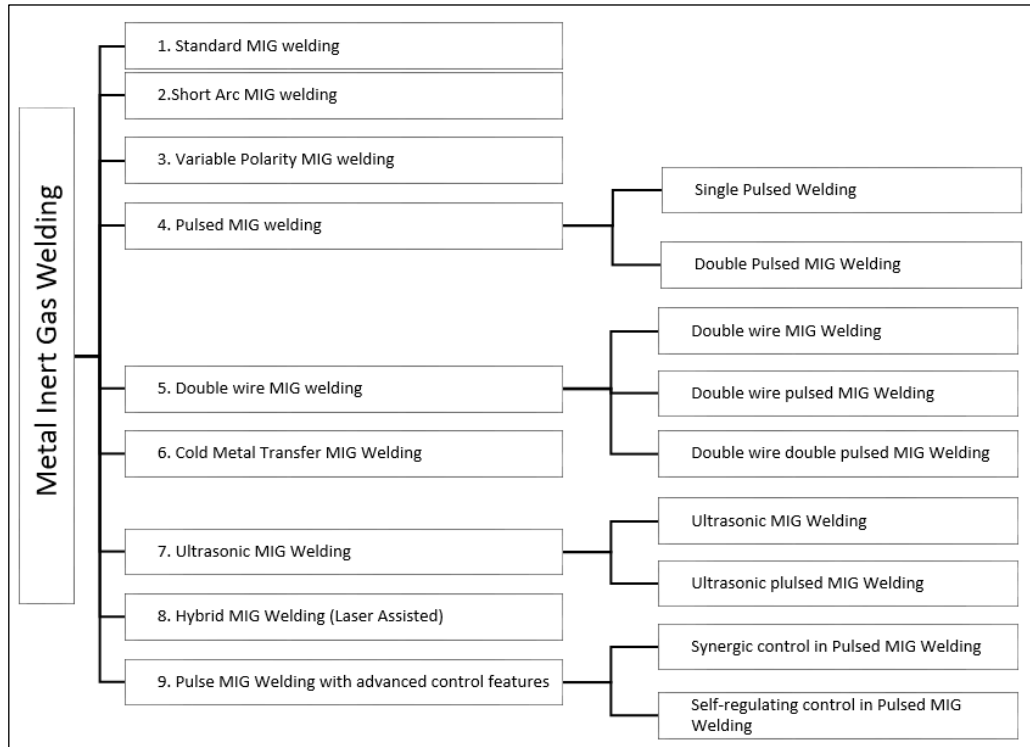 Metal Inert Gas Welding
1. Standard MIG welding
2.Short Arc MIG welding
3. Variable Polarity MIG welding
4. Pulsed MIG welding
Single Pulsed Welding
Double Pulsed MIG Welding
5. Double wire MIG welding
Double wire MIG Welding
Double wire pulsed MIG Welding
Double wire double pulsed MIG Welding
6. Cold Metal Transfer MIG Welding
7. Ultrasonic MIG Welding
Ultrasonic MIG Welding
Ultrasonic plulsed MIG Welding
8. Hybrid MIG Welding (Laser Assisted)
9. Pulse MIG Welding with advanced control features
Synergic control in Pulsed MIG Welding
Self-regulating control in Pulsed MIG
Welding